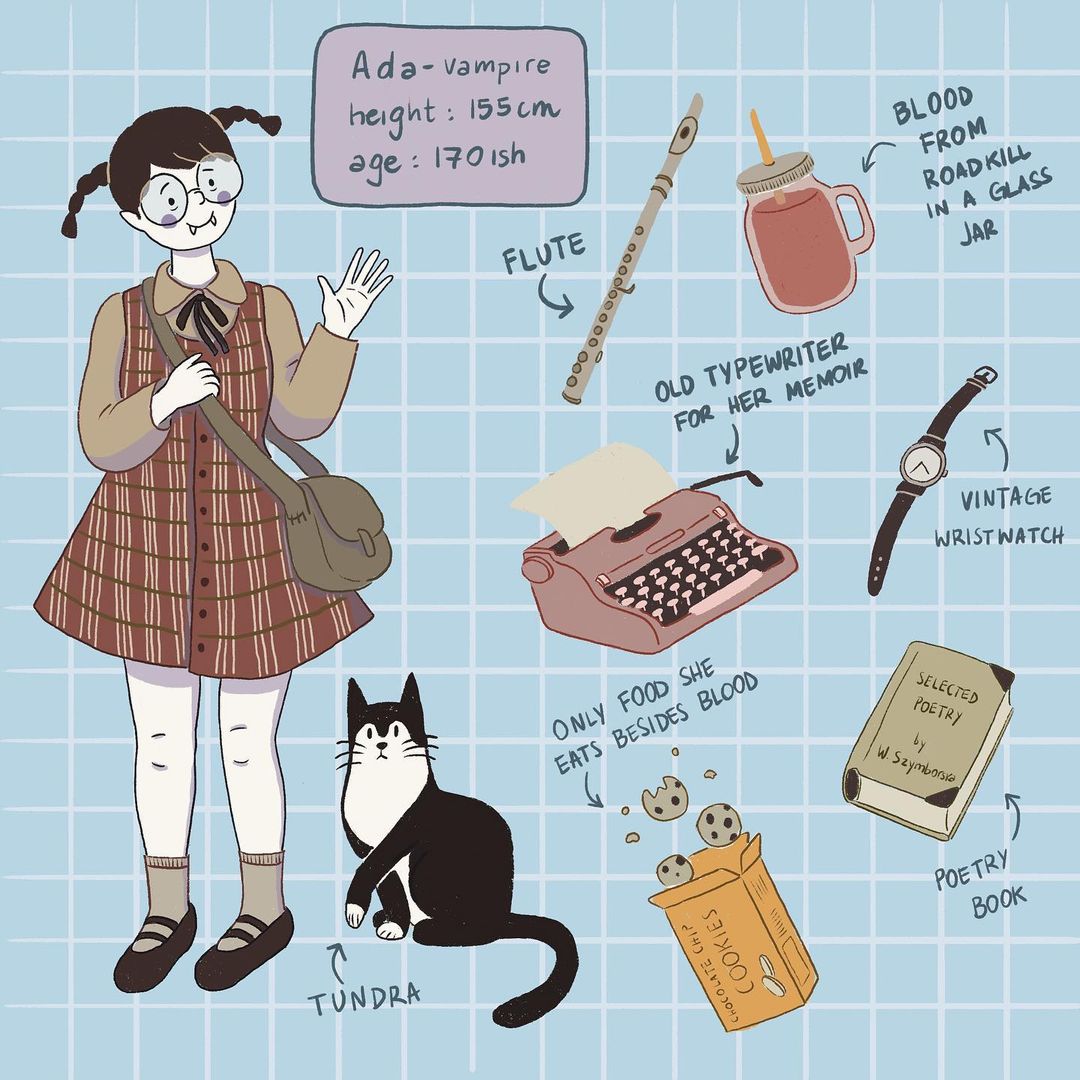 Ada - vampire
height : 155cm
age : 170ish
FLUTE
BLOOD
FROM
ROADKILL
IN A GLASS
JAR
OLD TYPEWRITER
FOR HER MEMOIR
VINTAGE
WRISTWATCH
ONLY FOOD SHE
EATS BESIDES BLOOD
CHOCOLATE CHIP
COOKIES
SELECTED
POETRY
by
W. Szymborska
POETRY
BOOK
TUNDRA